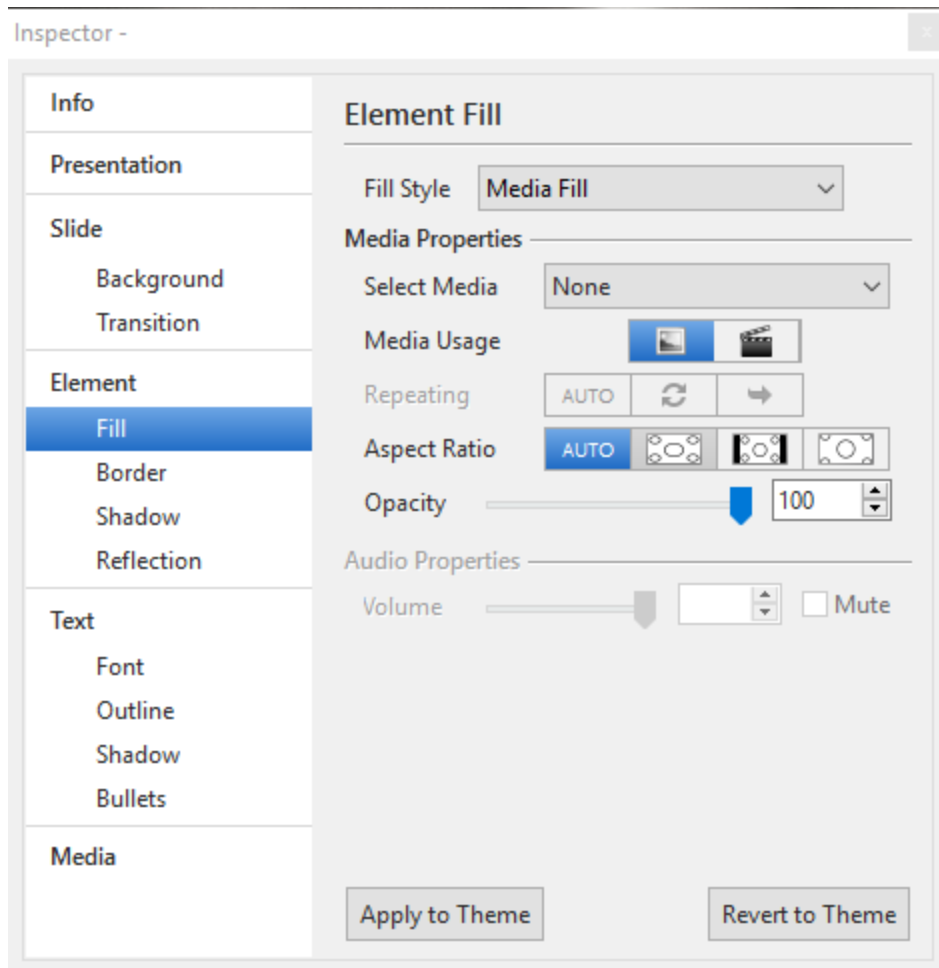 Inspector -
x
Info
Presentation
Slide
Background
Transition
Element
Fill
Border
Shadow
Reflection
Text
Font
Outline
Shadow
Bullets
Media
Element Fill
Fill Style Media Fill
Media Properties
Select Media None
Media Usage
Repeating AUTO
Aspect Ratio AUTO
Opacity 100
Audio Properties
Volume Mute
Apply to Theme Revert to Theme